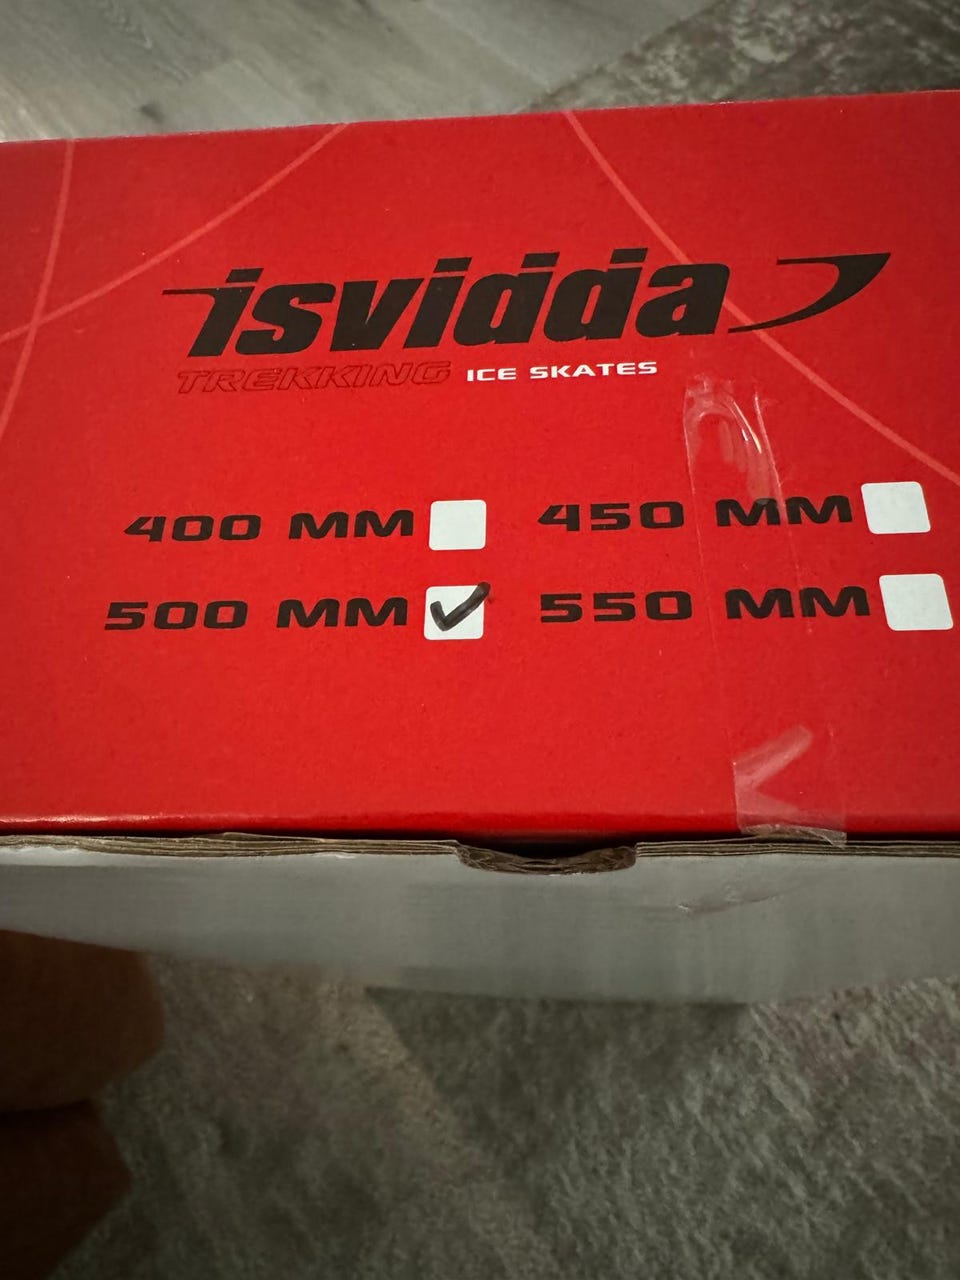 isvidda
TREKKING ICE SKATES
400 MM 450 MM
500 MM ✓ 550 MM